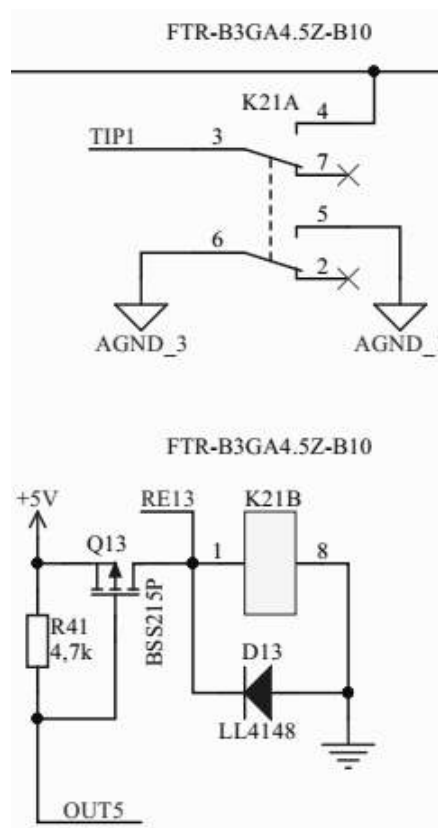 FTR-B3GA4.5Z-B10
K21A
4
TIP1
3
7
5
6
2
AGND_3
AGND_
FTR-B3GA4.5Z-B10
+5V
RE13
K21B
Q13
1
8
BSS215P
R41
4,7k
D13
LL4148
OUT5